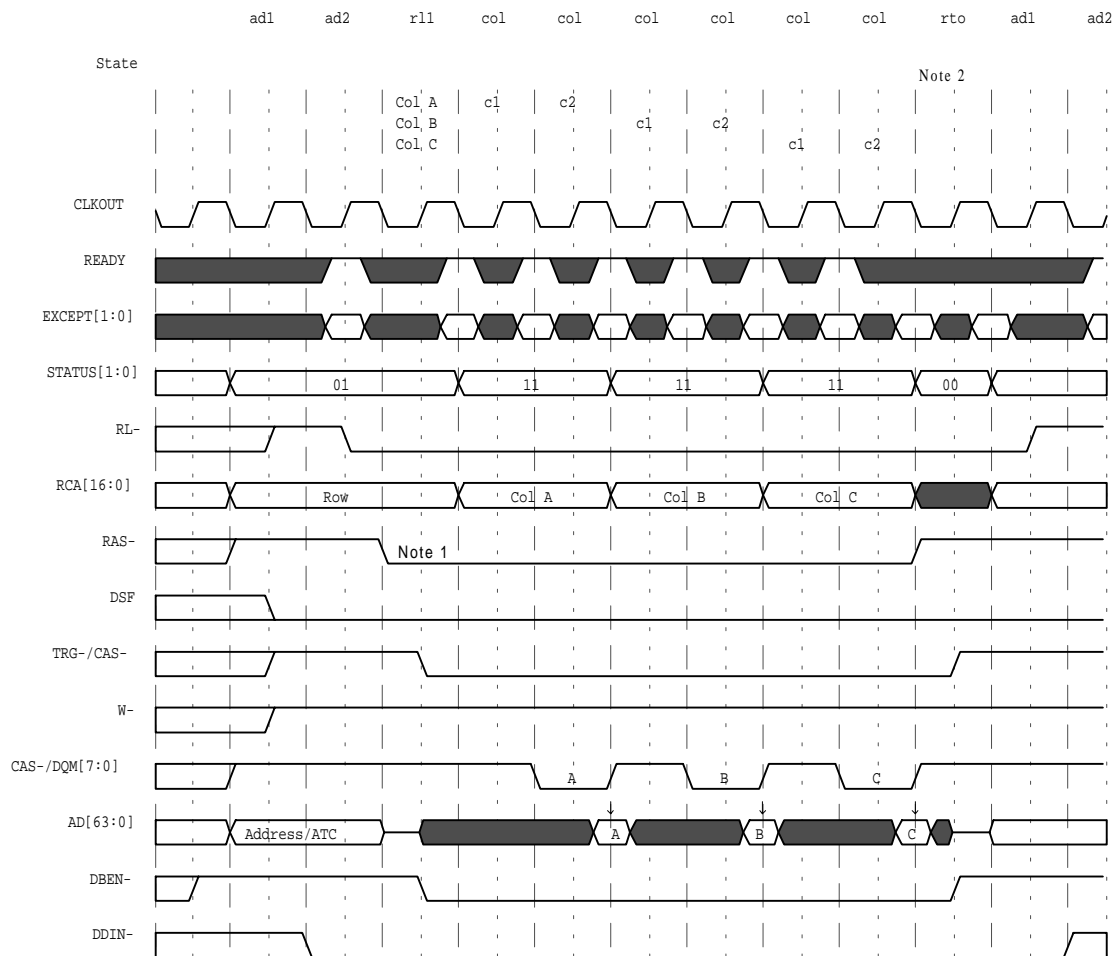 ad1 ad2 rl1 col col col col col col rto ad1 ad2
State
Note 2
Col A c1 c2
Col B c1 c2
Col C c1 c2
CLKOUT
READY
EXCEPT[1:0]
STATUS[1:0] 01 11 11 11 00
RL-
RCA[16:0] Row Col A Col B Col C
RAS- Note 1
DSF
TRG-/CAS-
W-
CAS-/DQM[7:0] A B C
AD[63:0] Address/ATC A B C
DBEN-
DDIN-